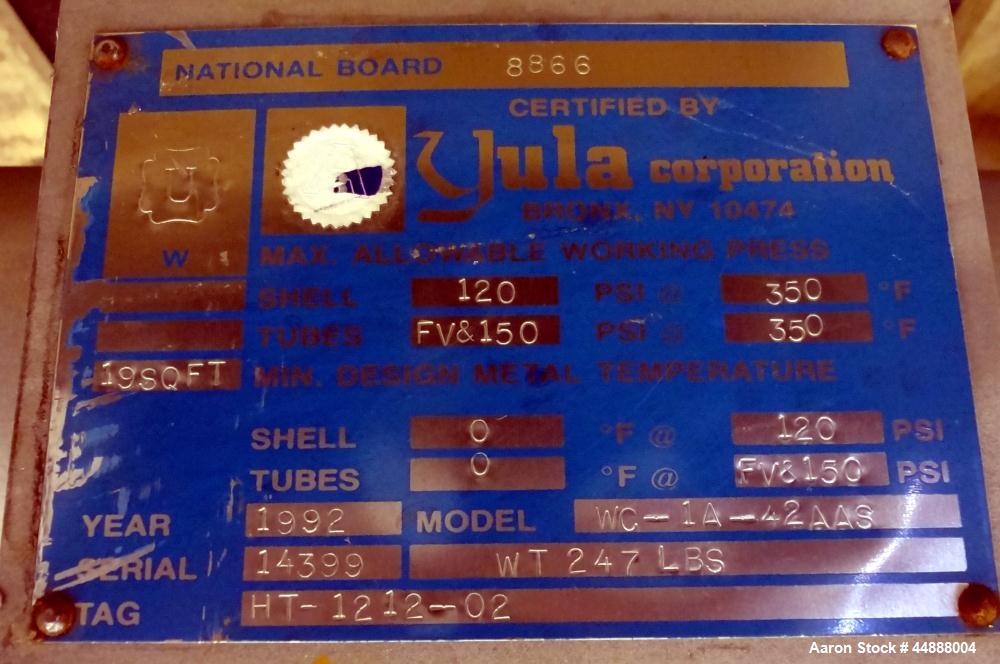 NATIONAL BOARD 8866
CERTIFIED BY
Yula corporation
BRONX, NY 10474
U
W
MAX. ALLOWABLE WORKING PRESS
SHELL 120 PSI @ 350 °F
TUBES FV&150 PSI @ 350 °F
19SQFT MIN. DESIGN METAL TEMPERATURE
SHELL 0 °F @ 120 PSI
TUBES 0 °F @ FV&150 PSI
YEAR 1992 MODEL WC-1A-42AAS
SERIAL 14399 WT 247 LBS
TAG HT-1212-02
Aaron Stock # 44888004